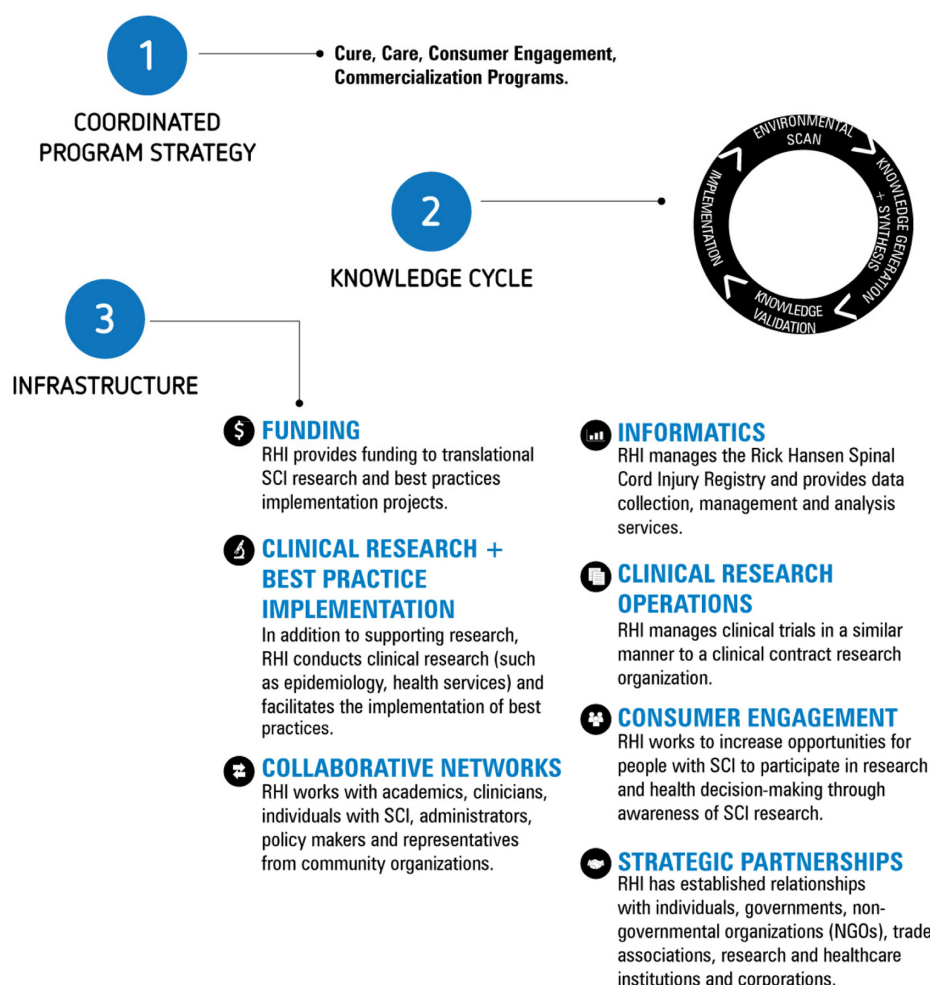 1
Cure, Care, Consumer Engagement,
Commercialization Programs.
COORDINATED
PROGRAM STRATEGY
ENVIRONMENTAL
SCAN
KNOWLEDGE GENERATION
+ SYNTHESIS
KNOWLEDGE
VALIDATION
IMPLEMENTATION
2
KNOWLEDGE CYCLE
3
INFRASTRUCTURE
$ FUNDING
RHI provides funding to translational
SCI research and best practices
implementation projects.
CLINICAL RESEARCH +
BEST PRACTICE
IMPLEMENTATION
In addition to supporting research,
RHI conducts clinical research (such
as epidemiology, health services) and
facilitates the implementation of best
practices.
COLLABORATIVE NETWORKS
RHI works with academics, clinicians,
individuals with SCI, administrators,
policy makers and representatives
from community organizations.
INFORMATICS
RHI manages the Rick Hansen Spinal
Cord Injury Registry and provides data
collection, management and analysis
services.
CLINICAL RESEARCH
OPERATIONS
RHI manages clinical trials in a similar
manner to a clinical contract research
organization.
CONSUMER ENGAGEMENT
RHI works to increase opportunities for
people with SCI to participate in research
and health decision-making through
awareness of SCI research.
STRATEGIC PARTNERSHIPS
RHI has established relationships
with individuals, governments, non-
governmental organizations (NGOs), trade
associations, research and healthcare
institutions and corporations.